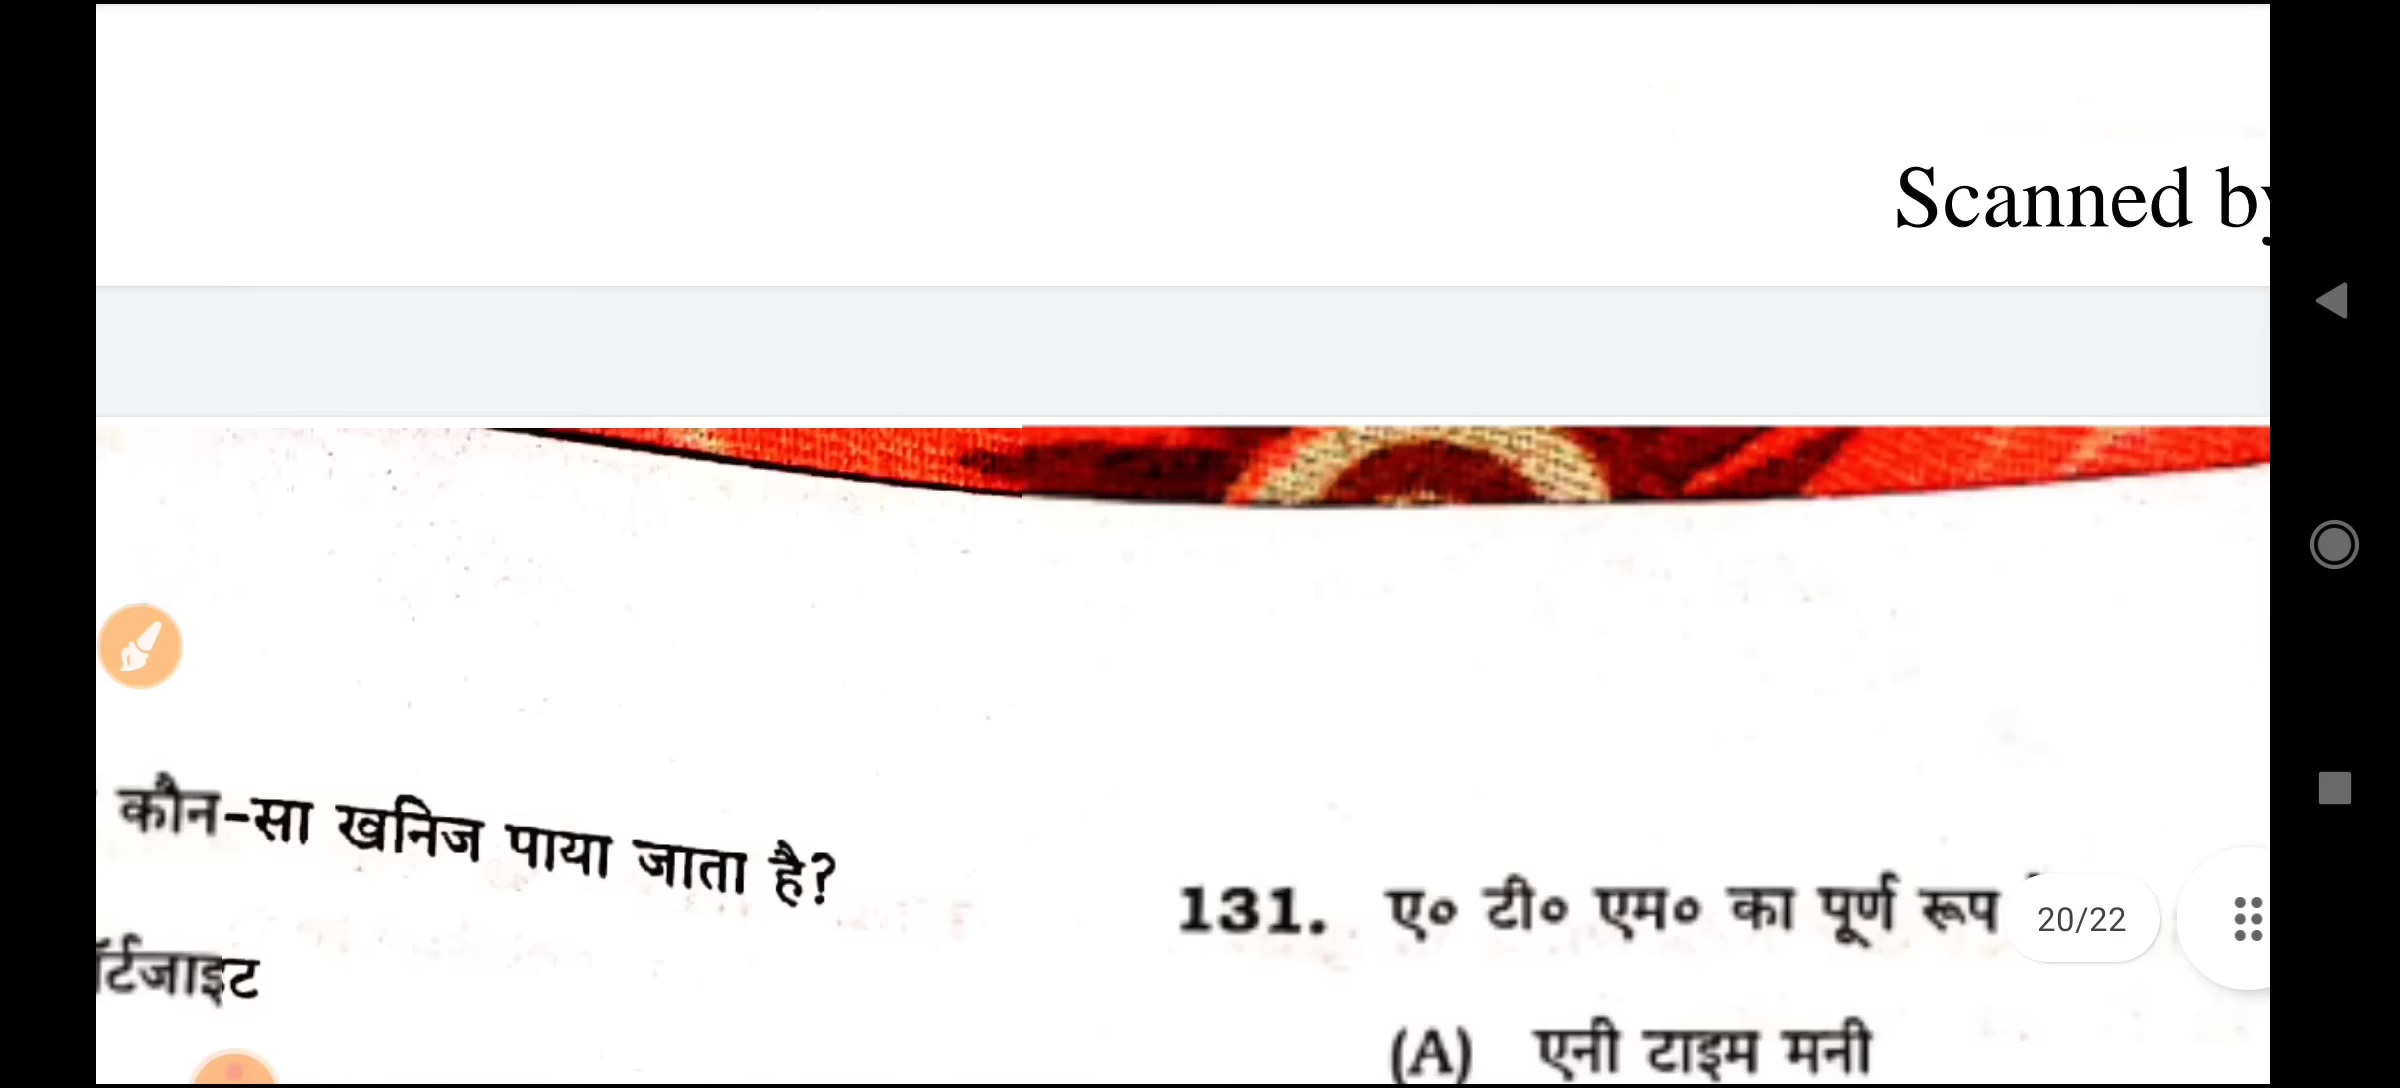 Scanned by
कौन-सा खनिज पाया जाता है?
र्टजाइट
131. ए० टी० एम० का पूर्ण रूप
20/22
(A) एनी टाइम मनी